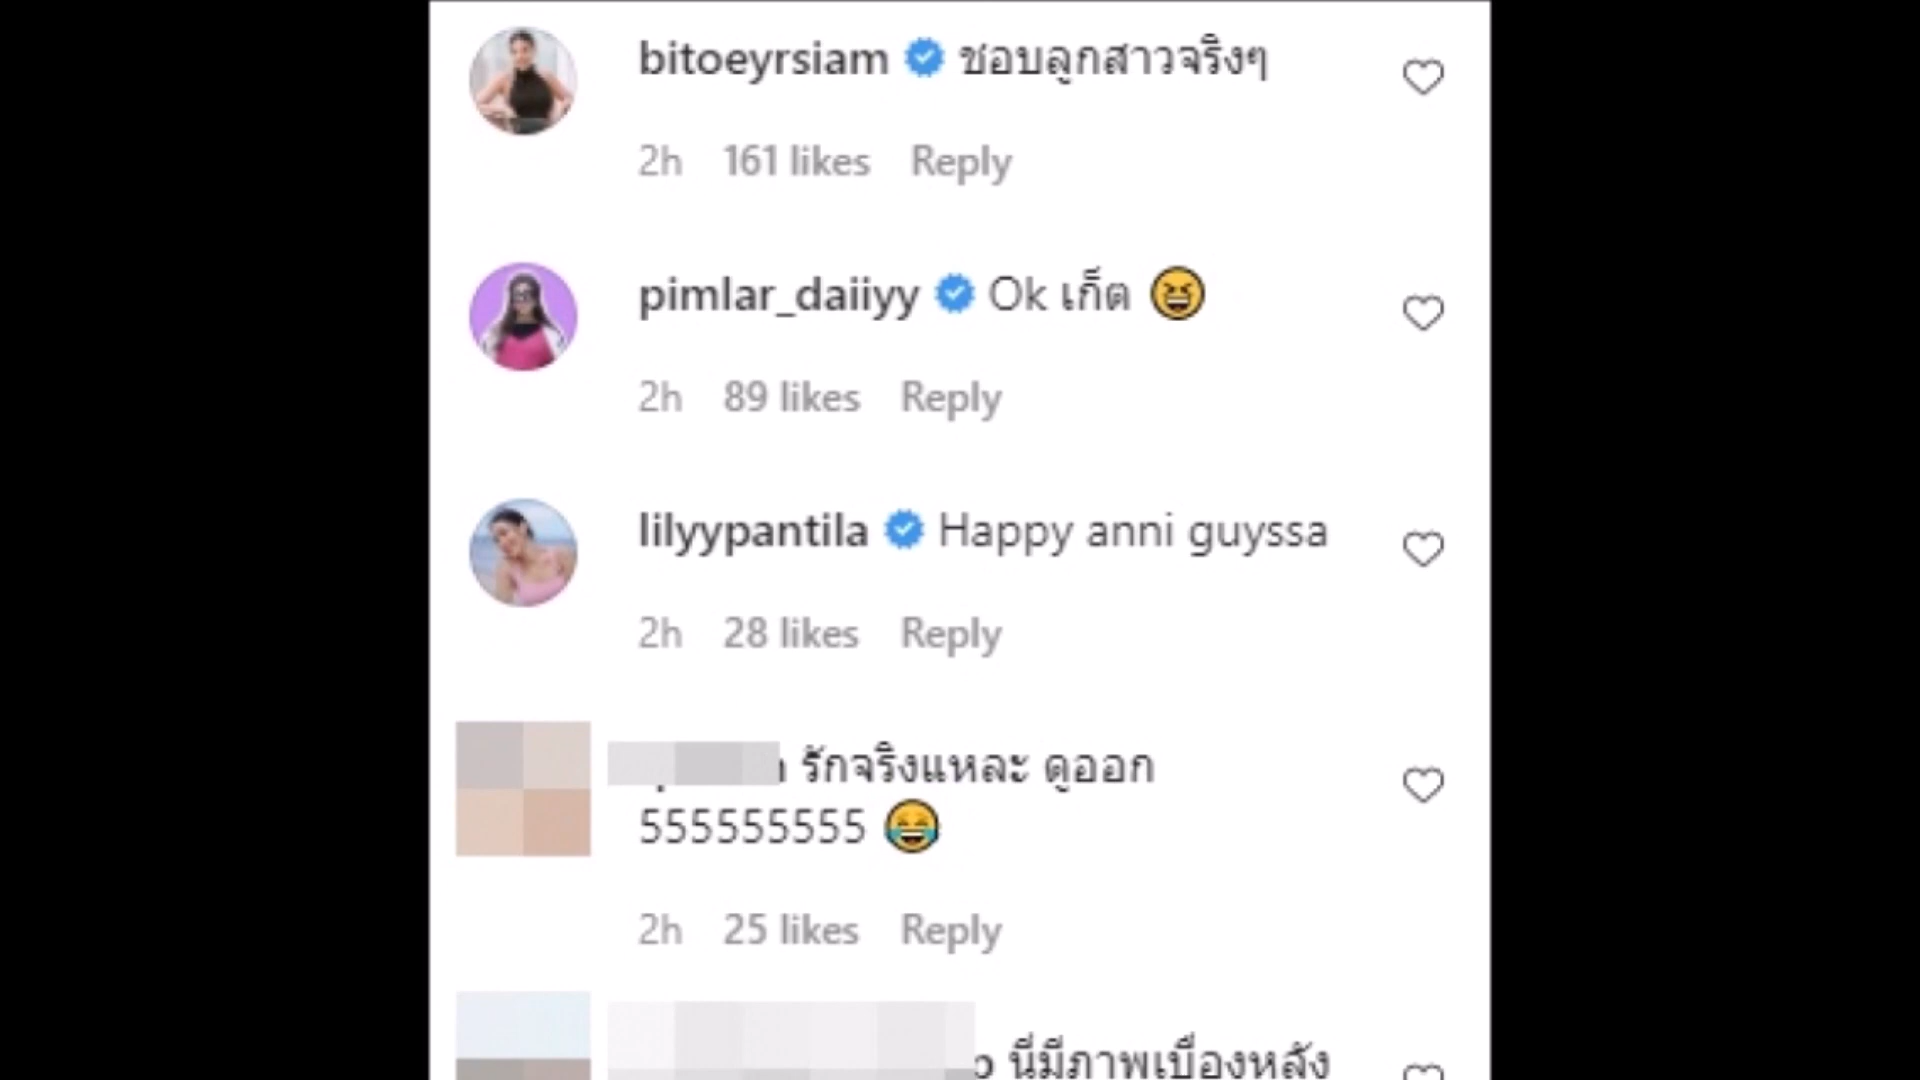 bitoeyrsiam ชอบลูกสาวจริงๆ
2h 161 likes Reply
pimlar_daiiyy Ok เก็ต 😆
2h 89 likes Reply
lilyypantila Happy anni guyssa
2h 28 likes Reply
รักจริงแหละ ดูออก
555555555 😂
2h 25 likes Reply
นี่มีภาพเบื่องหลัง